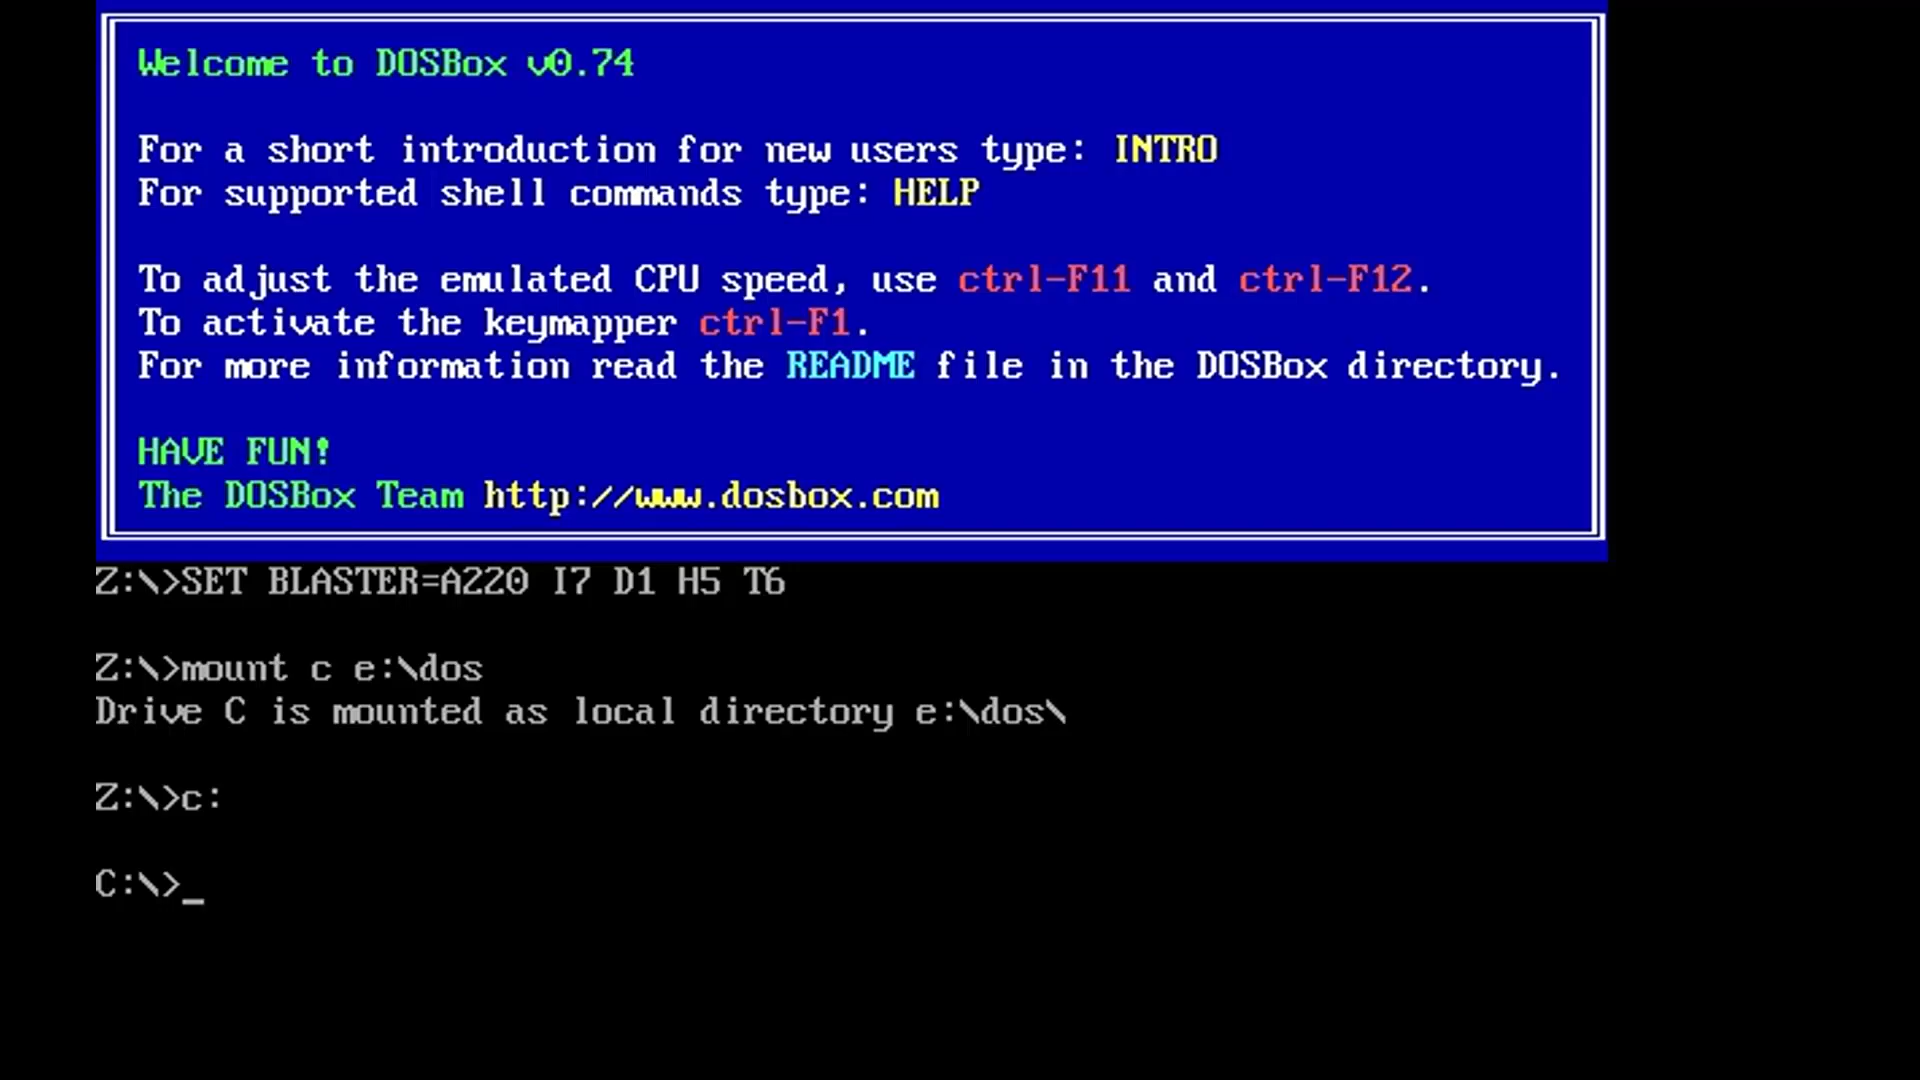 Welcome to DOSBox v0.74
For a short introduction for new users type: INTRO
For supported shell commands type: HELP
To adjust the emulated CPU speed, use ctrl-F11 and ctrl-F12.
To activate the keymapper ctrl-F1.
For more information read the README file in the DOSBox directory.
HAVE FUN!
The DOSBox Team http://www.dosbox.com
Z:\>SET BLASTER=A220 I7 D1 H5 T6
Z:\>mount c e:\dos
Drive C is mounted as local directory e:\dos\
Z:\>c:
C:\>_